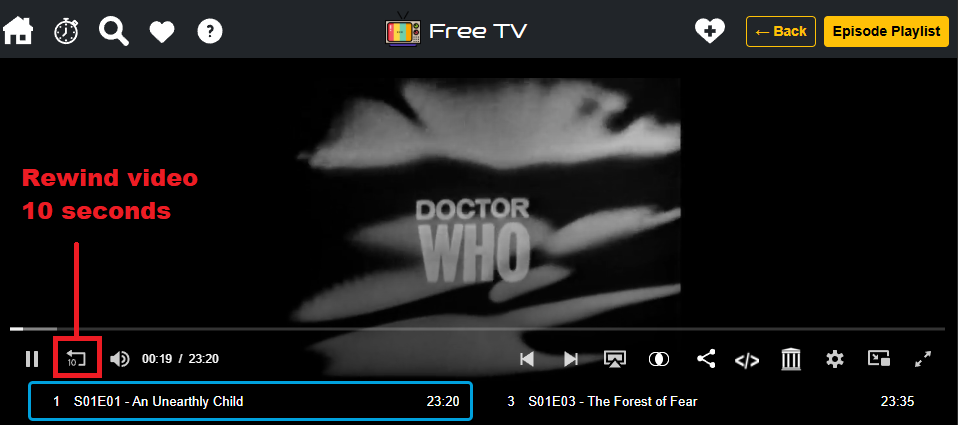 ?
Free TV
← Back
Episode Playlist
Rewind video
10 seconds
DOCTOR
WHO
10
00:19 / 23:20
</>
1 S01E01 - An Unearthly Child 23:20
3 S01E03 - The Forest of Fear 23:35